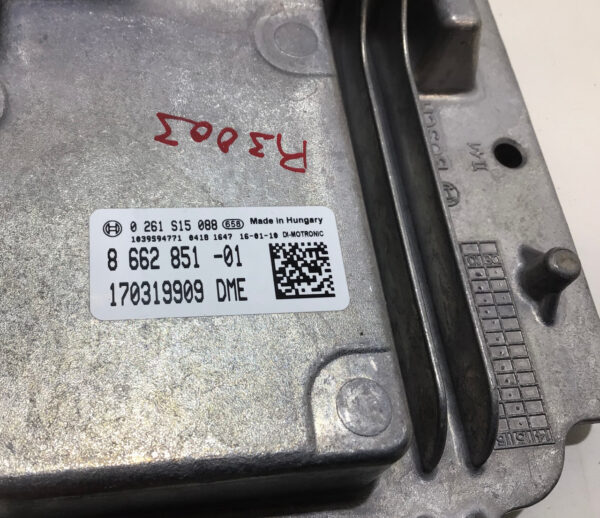 R3003
0 261 S15 088 658 Made in Hungary
1039S94771 0418 1647 16-01-10 DI-MOTRONIC
8 662 851 -01
170319909 DME